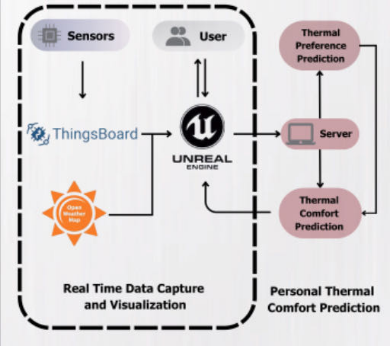 Sensors
User
Thermal
Preference
Prediction
ThingsBoard
UNREAL
ENGINE
Server
Open
Weather
Map
Thermal
Comfort
Prediction
Real Time Data Capture
and Visualization
Personal Thermal
Comfort Prediction